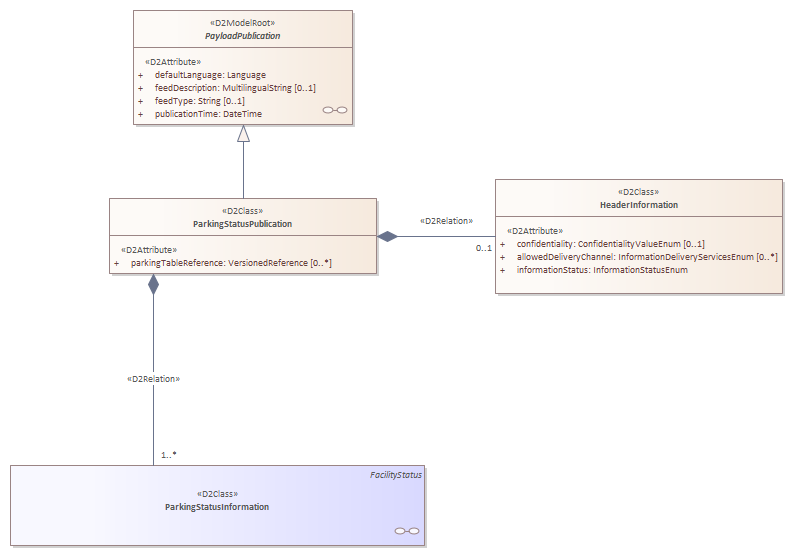 «D2ModelRoot»
PayloadPublication
«D2Attribute»
+ defaultLanguage: Language
+ feedDescription: MultilingualString [0..1]
+ feedType: String [0..1]
+ publicationTime: DateTime
«D2Class»
ParkingStatusPublication
«D2Attribute»
+ parkingTableReference: VersionedReference [0..*]
«D2Relation»
0..1
«D2Class»
HeaderInformation
«D2Attribute»
+ confidentiality: ConfidentialityValueEnum [0..1]
+ allowedDeliveryChannel: InformationDeliveryServicesEnum [0..*]
+ informationStatus: InformationStatusEnum
«D2Relation»
1..*
FacilityStatus
«D2Class»
ParkingStatusInformation